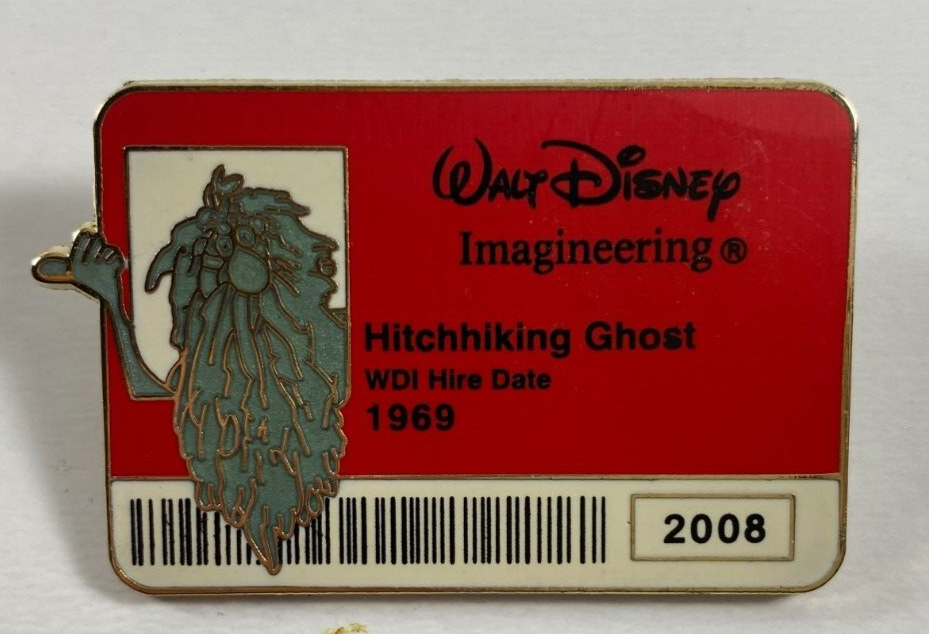 Walt Disney
Imagineering ®
Hitchhiking Ghost
WDI Hire Date
1969
2008